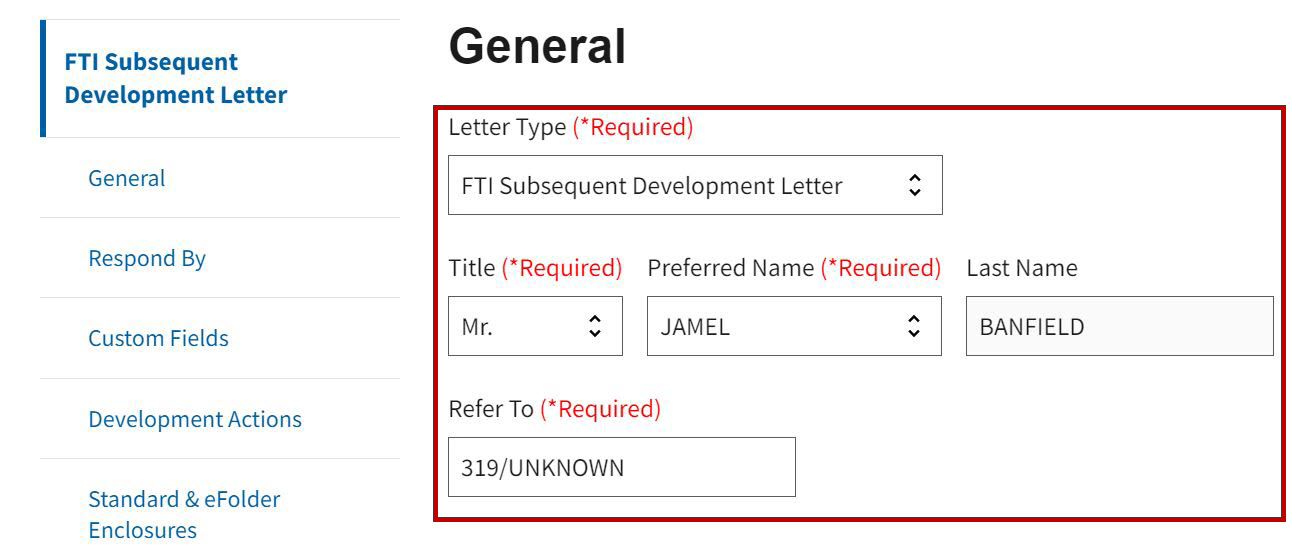 FTI Subsequent
Development Letter
General
Respond By
Custom Fields
Development Actions
Standard & eFolder
Enclosures
General
Letter Type (*Required)
FTI Subsequent Development Letter
Title (*Required) Preferred Name (*Required) Last Name
Mr. JAMEL BANFIELD
Refer To (*Required)
319/UNKNOWN